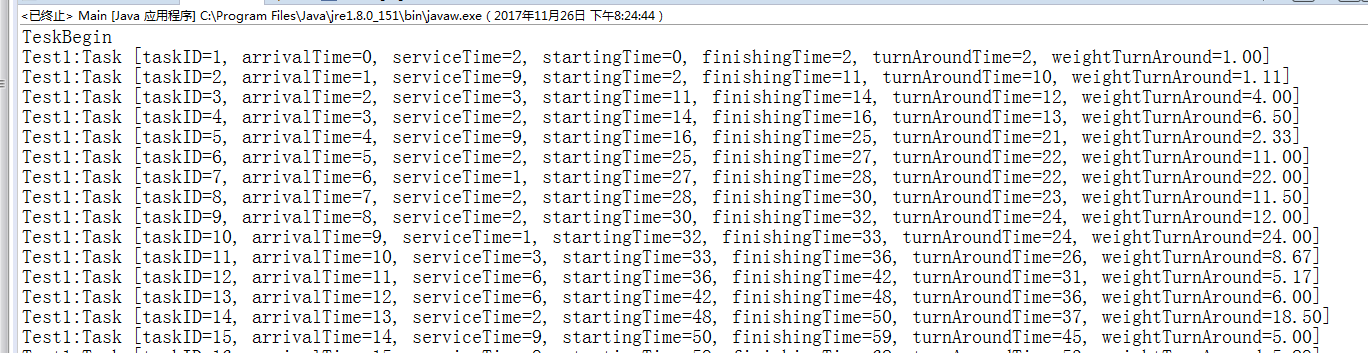 <已终止> Main [Java 应用程序] C:\Program Files\Java\jre1.8.0_151\bin\javaw.exe ( 2017年11月26日 下午8:24:44 )
TeskBegin
Test1:Task [taskID=1, arrivalTime=0, serviceTime=2, startingTime=0, finishingTime=2, turnAroundTime=2, weightTurnAround=1.00]
Test1:Task [taskID=2, arrivalTime=1, serviceTime=9, startingTime=2, finishingTime=11, turnAroundTime=10, weightTurnAround=1.11]
Test1:Task [taskID=3, arrivalTime=2, serviceTime=3, startingTime=11, finishingTime=14, turnAroundTime=12, weightTurnAround=4.00]
Test1:Task [taskID=4, arrivalTime=3, serviceTime=2, startingTime=14, finishingTime=16, turnAroundTime=13, weightTurnAround=6.50]
Test1:Task [taskID=5, arrivalTime=4, serviceTime=9, startingTime=16, finishingTime=25, turnAroundTime=21, weightTurnAround=2.33]
Test1:Task [taskID=6, arrivalTime=5, serviceTime=2, startingTime=25, finishingTime=27, turnAroundTime=22, weightTurnAround=11.00]
Test1:Task [taskID=7, arrivalTime=6, serviceTime=1, startingTime=27, finishingTime=28, turnAroundTime=22, weightTurnAround=22.00]
Test1:Task [taskID=8, arrivalTime=7, serviceTime=2, startingTime=28, finishingTime=30, turnAroundTime=23, weightTurnAround=11.50]
Test1:Task [taskID=9, arrivalTime=8, serviceTime=2, startingTime=30, finishingTime=32, turnAroundTime=24, weightTurnAround=12.00]
Test1:Task [taskID=10, arrivalTime=9, serviceTime=1, startingTime=32, finishingTime=33, turnAroundTime=24, weightTurnAround=24.00]
Test1:Task [taskID=11, arrivalTime=10, serviceTime=3, startingTime=33, finishingTime=36, turnAroundTime=26, weightTurnAround=8.67]
Test1:Task [taskID=12, arrivalTime=11, serviceTime=6, startingTime=36, finishingTime=42, turnAroundTime=31, weightTurnAround=5.17]
Test1:Task [taskID=13, arrivalTime=12, serviceTime=6, startingTime=42, finishingTime=48, turnAroundTime=36, weightTurnAround=6.00]
Test1:Task [taskID=14, arrivalTime=13, serviceTime=2, startingTime=48, finishingTime=50, turnAroundTime=37, weightTurnAround=18.50]
Test1:Task [taskID=15, arrivalTime=14, serviceTime=9, startingTime=50, finishingTime=59, turnAroundTime=45, weightTurnAround=5.00]